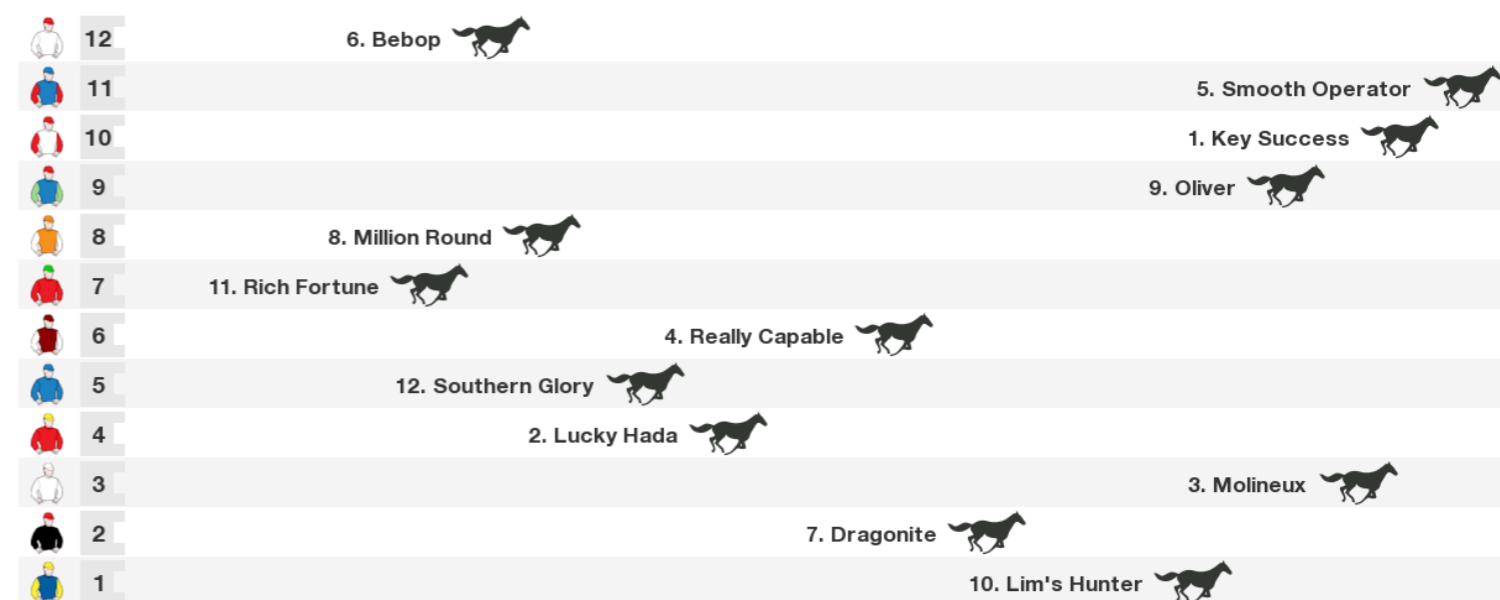 12 6. Bebop
11 5. Smooth Operator
10 1. Key Success
9 9. Oliver
8 8. Million Round
7 11. Rich Fortune
6 4. Really Capable
5 12. Southern Glory
4 2. Lucky Hada
3 3. Molineux
2 7. Dragonite
1 10. Lim's Hunter